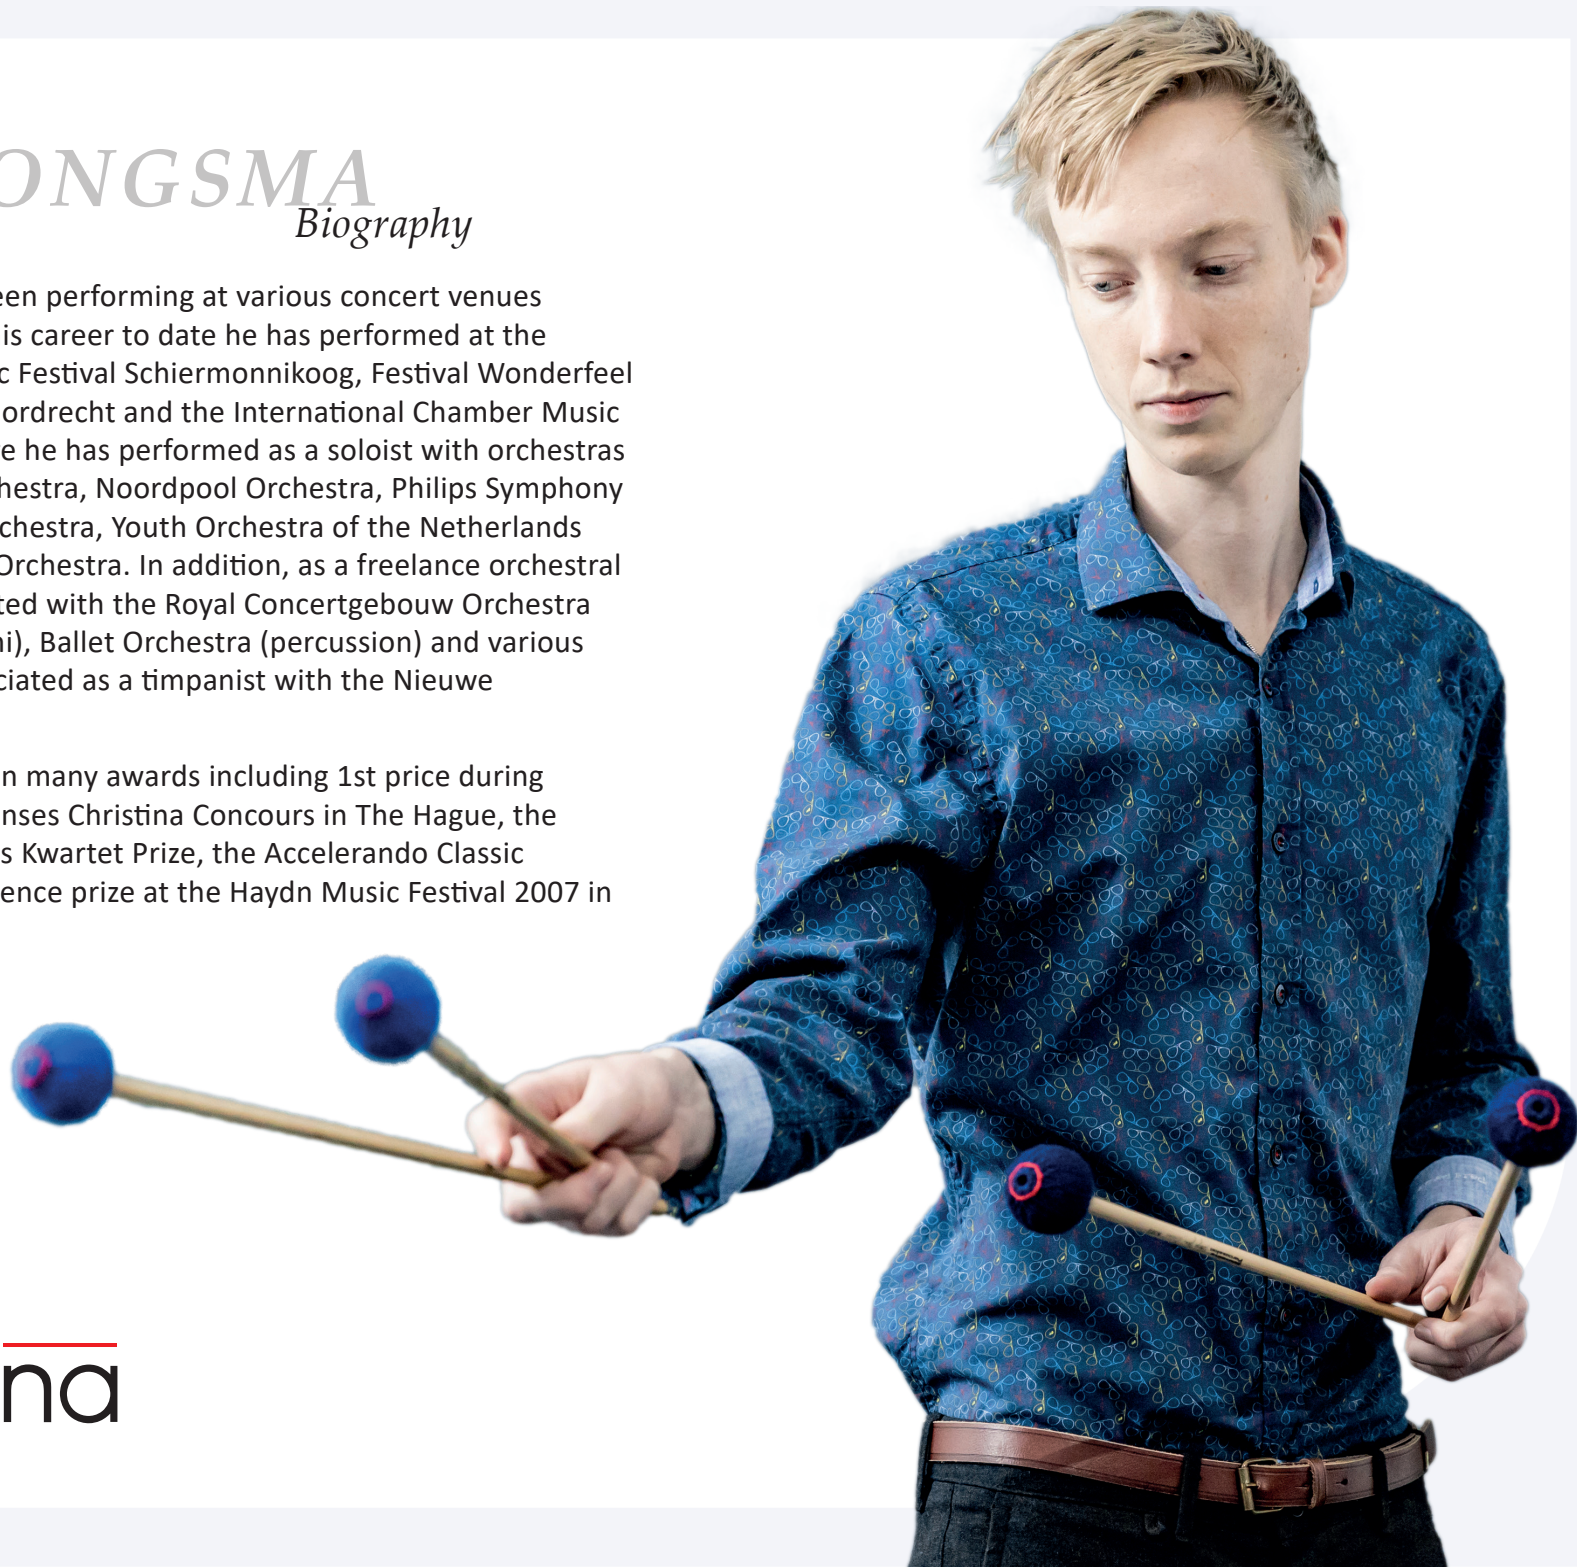 ONGSMA
Biography
een performing at various concert venues
is career to date he has performed at the
c Festival Schiermonnikoog, Festival Wonderfeel
ordrecht and the International Chamber Music
e he has performed as a soloist with orchestras
hestra, Noordpool Orchestra, Philips Symphony
chestra, Youth Orchestra of the Netherlands
Orchestra. In addition, as a freelance orchestral
ted with the Royal Concertgebouw Orchestra
ni), Ballet Orchestra (percussion) and various
ciated as a timpanist with the Nieuwe
n many awards including 1st price during
nses Christina Concours in The Hague, the
s Kwartet Prize, the Accelerando Classic
ence prize at the Haydn Music Festival 2007 in
na